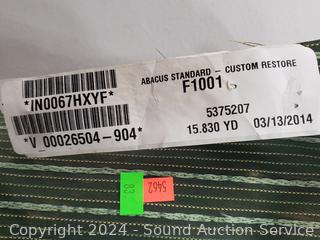 ABACUS STANDARD - CUSTOM RESTORE
F1001
*IN0067HXYF*
5375207
15.830 YD 03/13/2014
*V_00026504-904*
5462
83
Copyright 2024 - Sound Auction Service